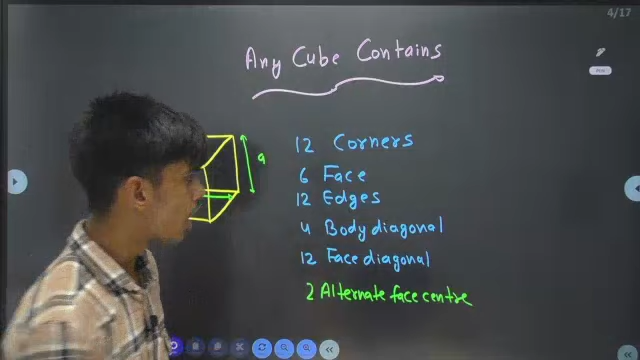 4/17
Any Cube Contains
a
12 Corners
6 Face
12 Edges
4 Body diagonal
12 Face diagonal
2 Alternate face centre